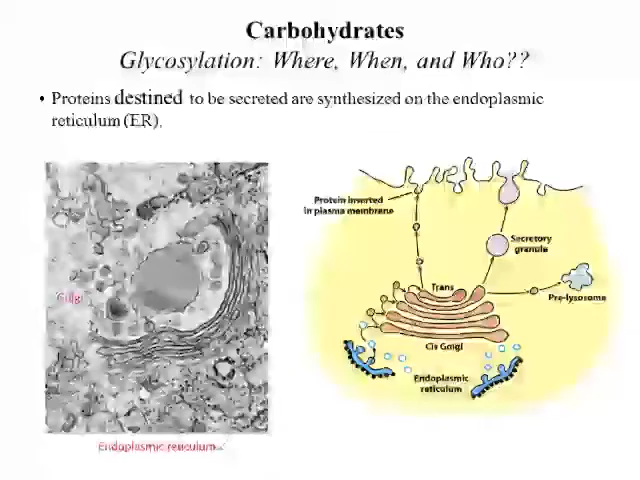 Carbohydrates
Glycosylation: Where, When, and Who??
• Proteins destined to be secreted are synthesized on the endoplasmic
reticulum (ER).
Protein inserted
in plasma membrane
Secretory
granule
Golgi
Trans
Pre-lysosome
Cis Golgi
Endoplasmic
reticulum
Endoplasmic reticulum